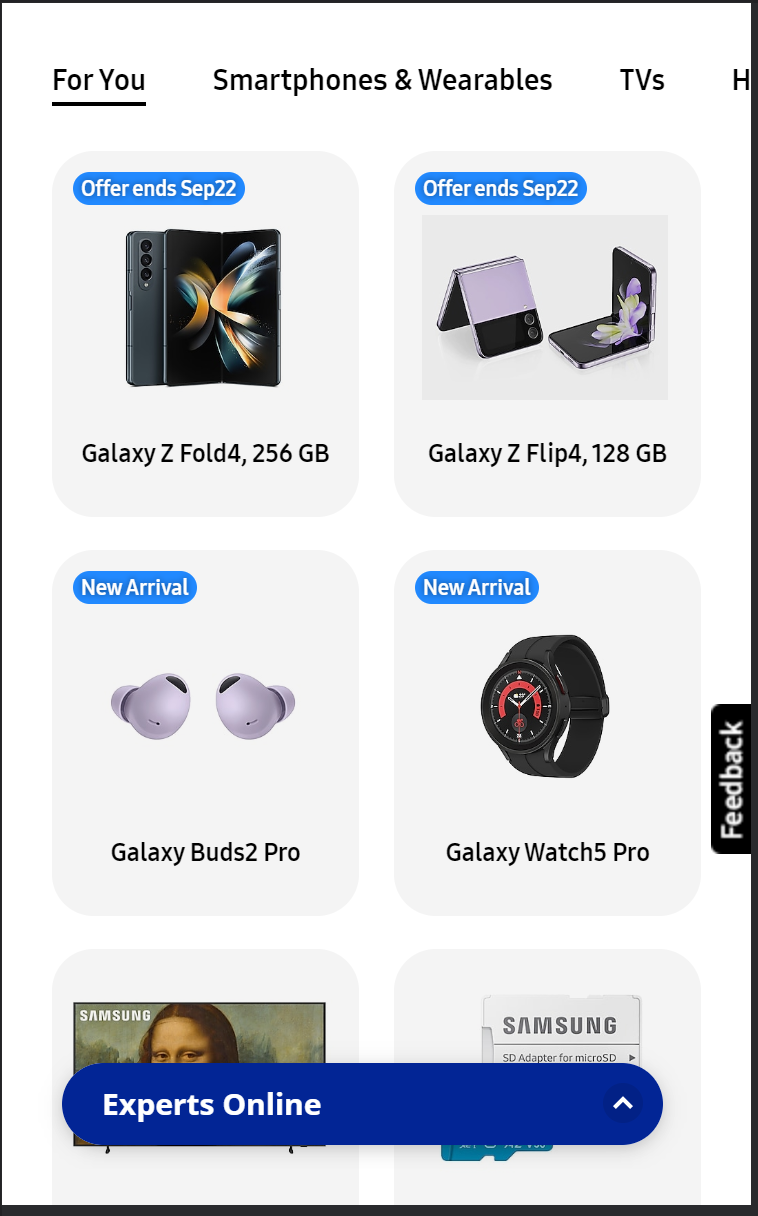 For You Smartphones & Wearables TVs H
Offer ends Sep22
Offer ends Sep22
Galaxy Z Fold4, 256 GB
Galaxy Z Flip4, 128 GB
New Arrival
New Arrival
Feedback
Galaxy Buds2 Pro
Galaxy Watch5 Pro
SAMSUNG
SAMSUNG
SD Adapter for microSD
Experts Online